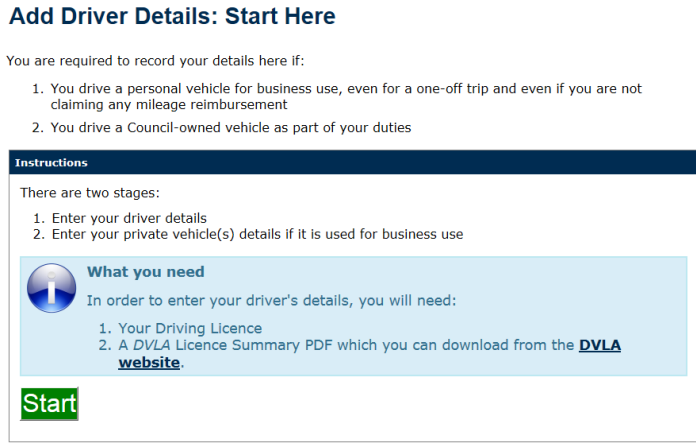 Add Driver Details: Start Here
You are required to record your details here if:
1. You drive a personal vehicle for business use, even for a one-off trip and even if you are not
claiming any mileage reimbursement
2. You drive a Council-owned vehicle as part of your duties
Instructions
There are two stages:
1. Enter your driver details
2. Enter your private vehicle(s) details if it is used for business use
What you need
In order to enter your driver's details, you will need:
1. Your Driving Licence
2. A DVLA Licence Summary PDF which you can download from the DVLA
website.
Start